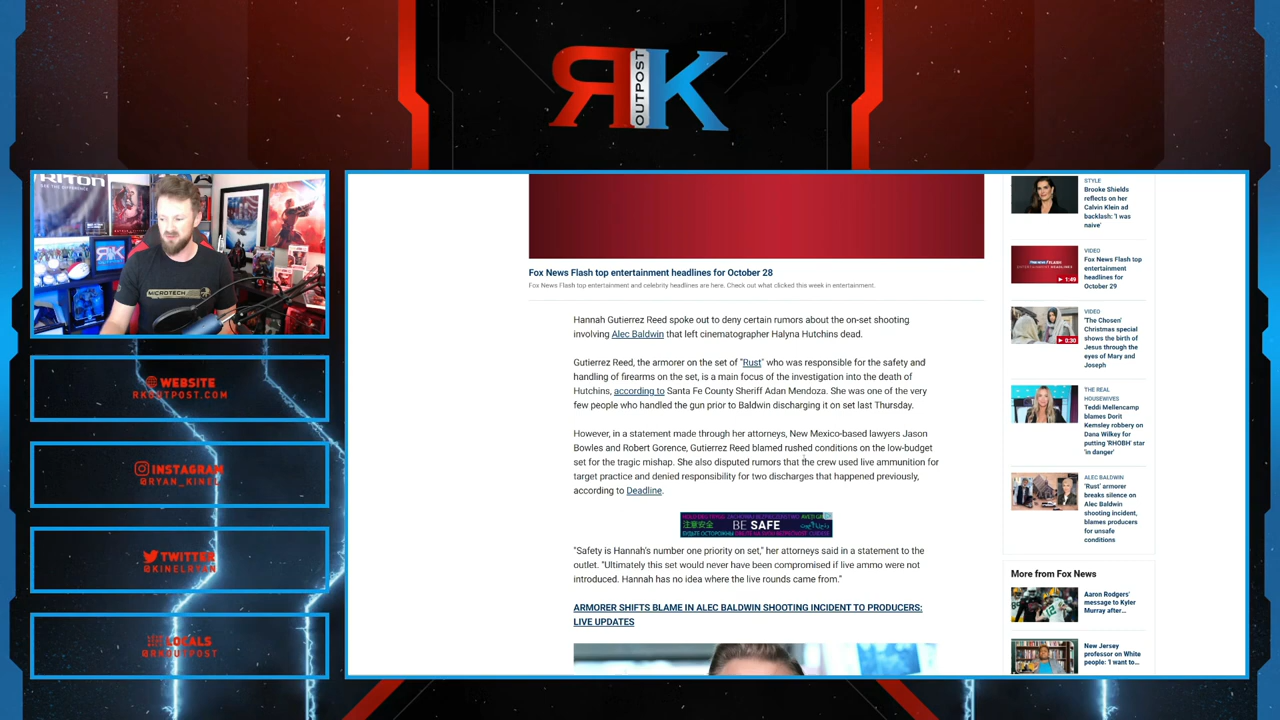 RK
OUTPOST
KRITON
SEE THE DIFFERENCE
RK
MICROTECH
WEBSITE
RKOUTPOST.COM
INSTAGRAM
@RYAN_KINEL
TWITTER
@KINELRYAN
LOCALS
@RKOUTPOST
Fox News Flash top entertainment headlines for October 28
Fox News Flash top entertainment and celebrity headlines are here. Check out what clicked this week in entertainment.
Hannah Gutierrez Reed spoke out to deny certain rumors about the on-set shooting
involving Alec Baldwin that left cinematographer Halyna Hutchins dead.
Gutierrez Reed, the armorer on the set of "Rust" who was responsible for the safety and
handling of firearms on the set, is a main focus of the investigation into the death of
Hutchins, according to Santa Fe County Sheriff Adan Mendoza. She was one of the very
few people who handled the gun prior to Baldwin discharging it on set last Thursday.
However, in a statement made through her attorneys, New Mexico-based lawyers Jason
Bowles and Robert Gorence, Gutierrez Reed blamed rushed conditions on the low-budget
set for the tragic mishap. She also disputed rumors that the crew used live ammunition for
target practice and denied responsibility for two discharges that happened previously,
according to Deadline.
注意安全
BE SAFE
"Safety is Hannah's number one priority on set," her attorneys said in a statement to the
outlet. "Ultimately this set would never have been compromised if live ammo were not
introduced. Hannah has no idea where the live rounds came from."
ARMORER SHIFTS BLAME IN ALEC BALDWIN SHOOTING INCIDENT TO PRODUCERS:
LIVE UPDATES
STYLE
Brooke Shields
reflects on her
Calvin Klein ad
backlash: 'I was
naive'
VIDEO
Fox News Flash top
entertainment
headlines for
October 29
1:49
VIDEO
'The Chosen'
Christmas special
shows the birth of
Jesus through the
eyes of Mary and
Joseph
0:30
THE REAL
HOUSEWIVES
Teddi Mellencamp
blames Dorit
Kemsley robbery on
Dana Wilkey for
putting 'RHOBH' star
'in danger'
ALEC BALDWIN
'Rust' armorer
breaks silence on
Alec Baldwin
shooting incident,
blames producers
for unsafe
conditions
More from Fox News
Aaron Rodgers'
message to Kyler
Murray after...
New Jersey
professor on White
people: 'I want to...